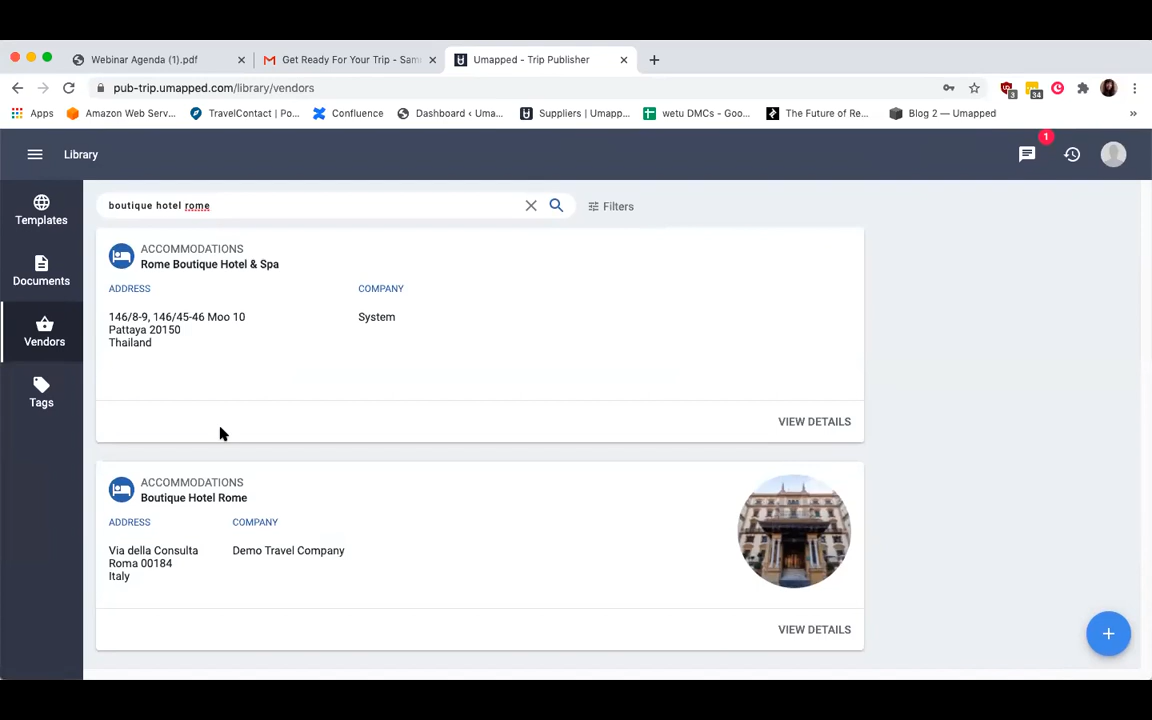 Webinar Agenda (1).pdf
Get Ready For Your Trip - Sam
Umapped - Trip Publisher
pub-trip.umapped.com/library/vendors
3
34
Apps
Amazon Web Serv...
TravelContact | Po...
Confluence
Dashboard ‹ Uma...
Suppliers | Umapp...
wetu DMCs - Goo...
The Future of Re...
Blog 2 — Umapped
»
Library
1
Templates
Documents
Vendors
Tags
boutique hotel rome
Filters
ACCOMMODATIONS
Rome Boutique Hotel & Spa
ADDRESS
COMPANY
146/8-9, 146/45-46 Moo 10
System
Pattaya 20150
Thailand
VIEW DETAILS
ACCOMMODATIONS
Boutique Hotel Rome
ADDRESS
COMPANY
Via della Consulta
Demo Travel Company
Roma 00184
Italy
VIEW DETAILS